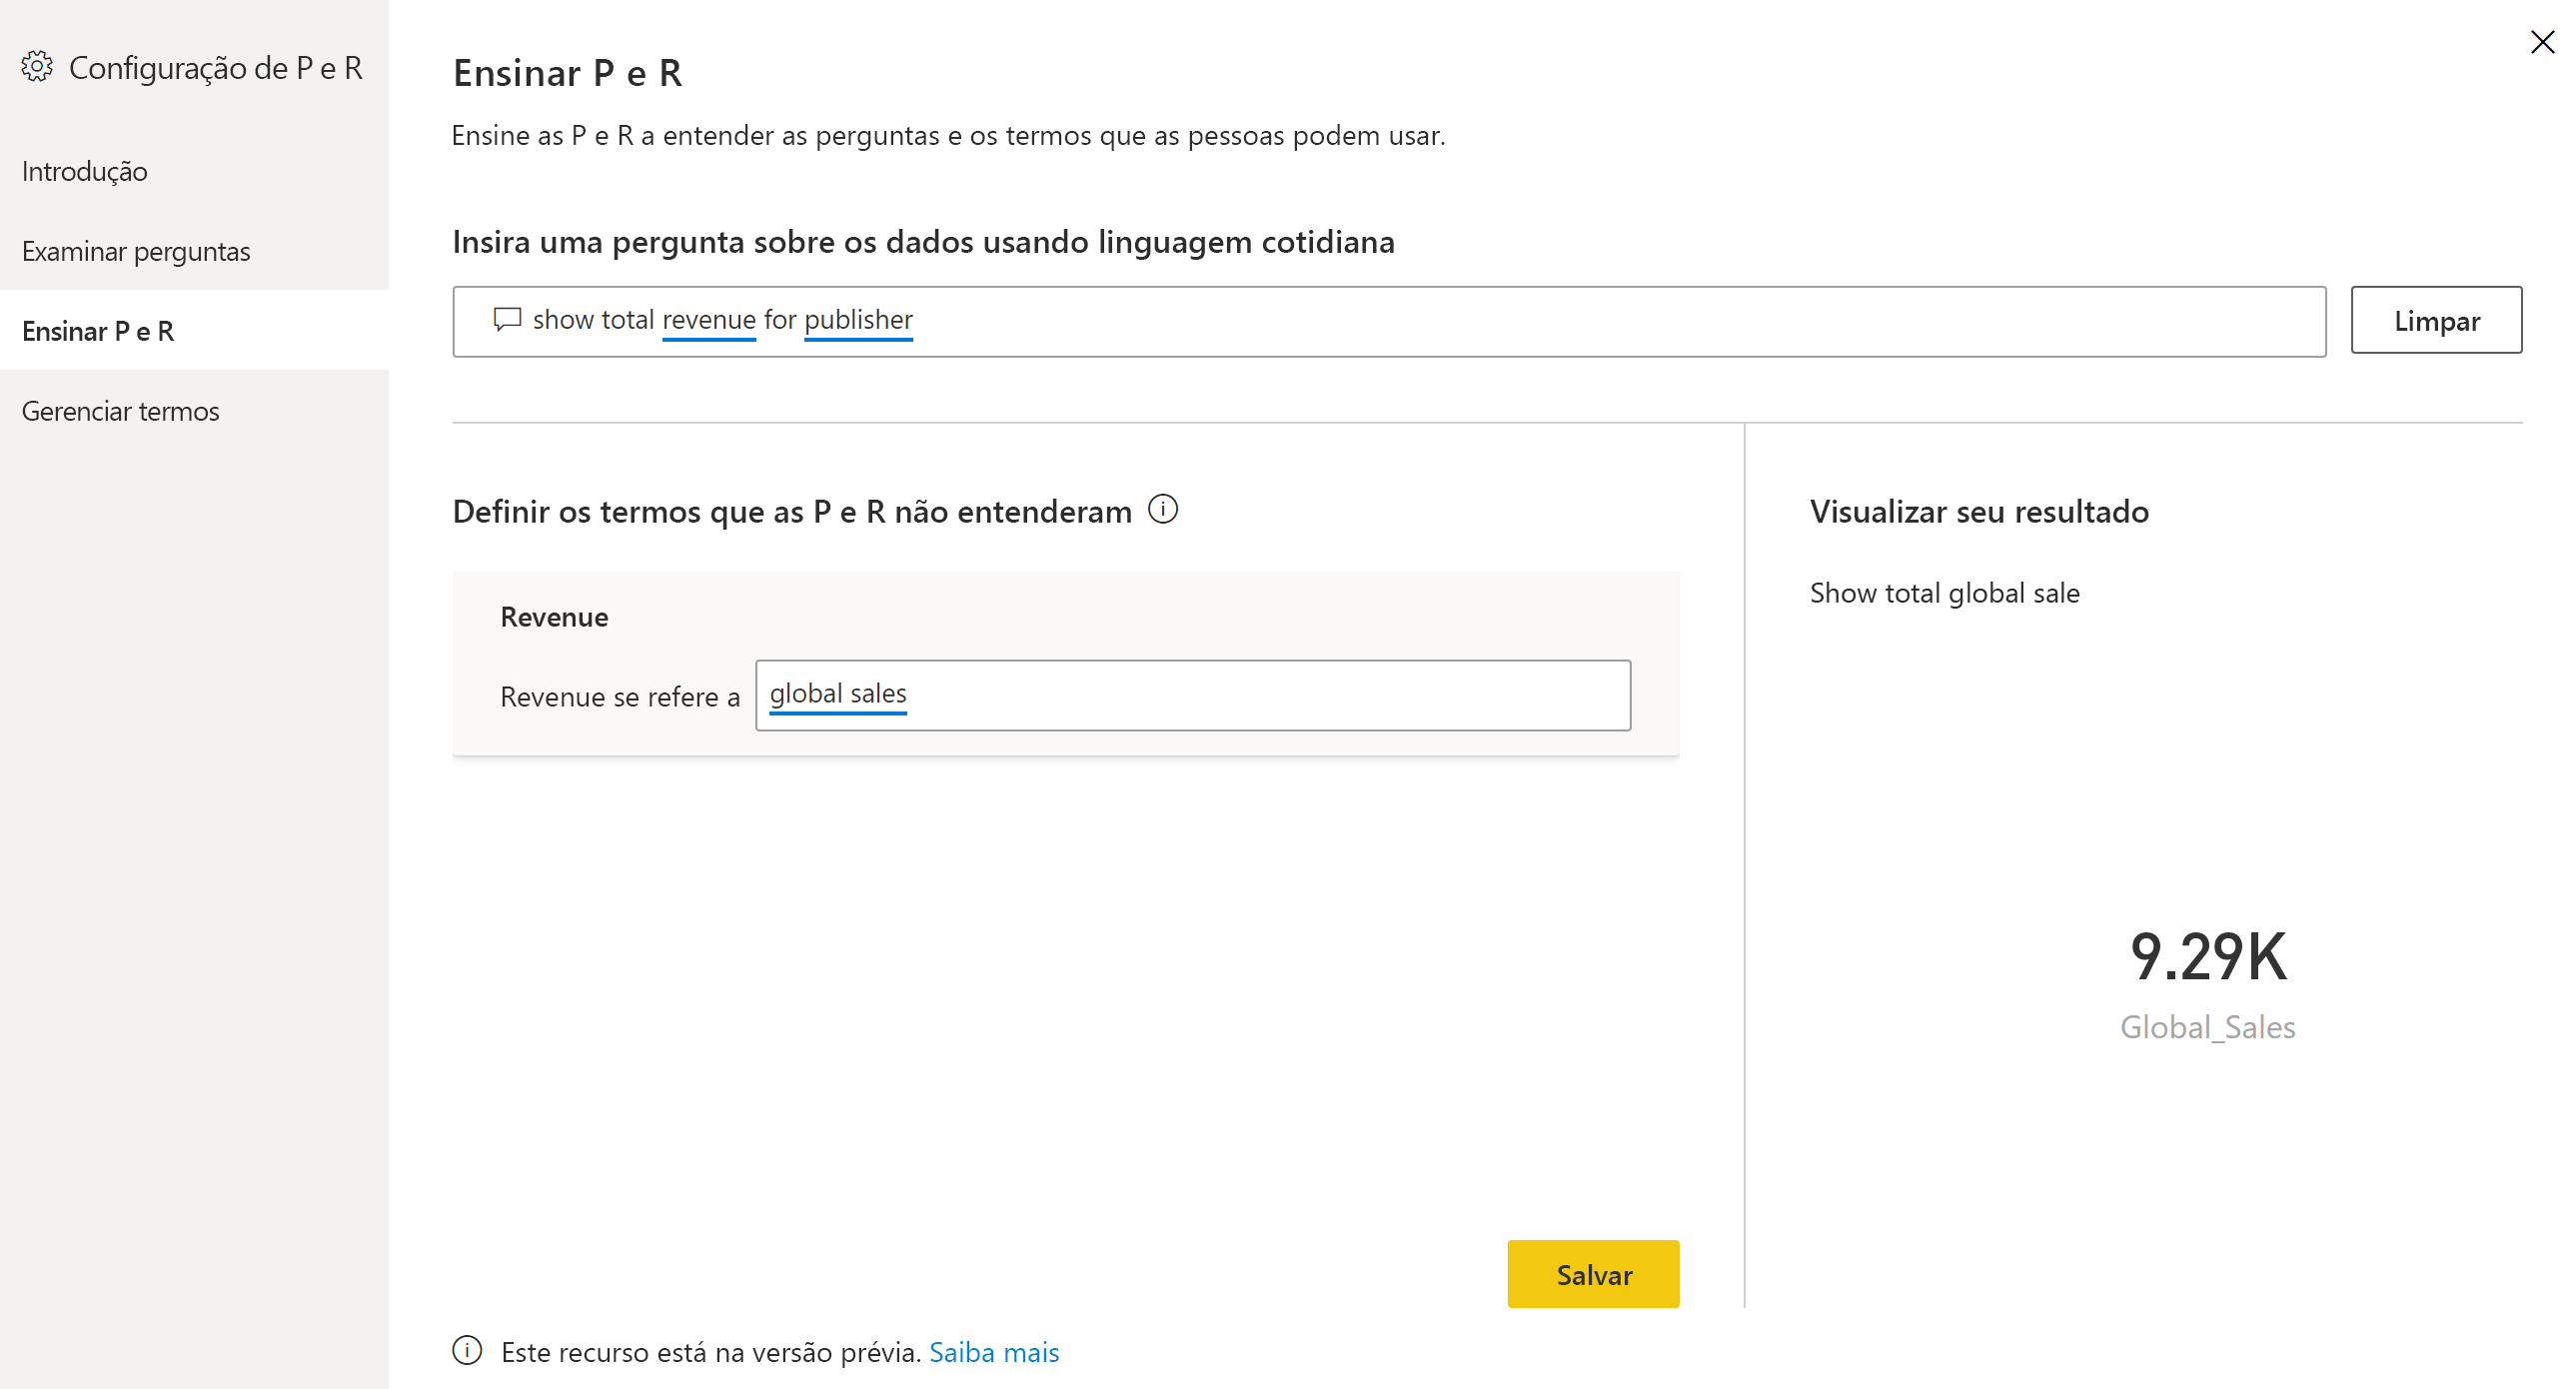 Configuração de P e R
Introdução
Examinar perguntas
Ensinar P e R
Gerenciar termos
Ensinar P e R
Ensine as P e R a entender as perguntas e os termos que as pessoas podem usar.
Insira uma pergunta sobre os dados usando linguagem cotidiana
show total revenue for publisher
Limpar
Definir os termos que as P e R não entenderam
Revenue
Revenue se refere a global sales
Salvar
Visualizar seu resultado
Show total global sale
9.29K
Global_Sales
Este recurso está na versão prévia. Saiba mais